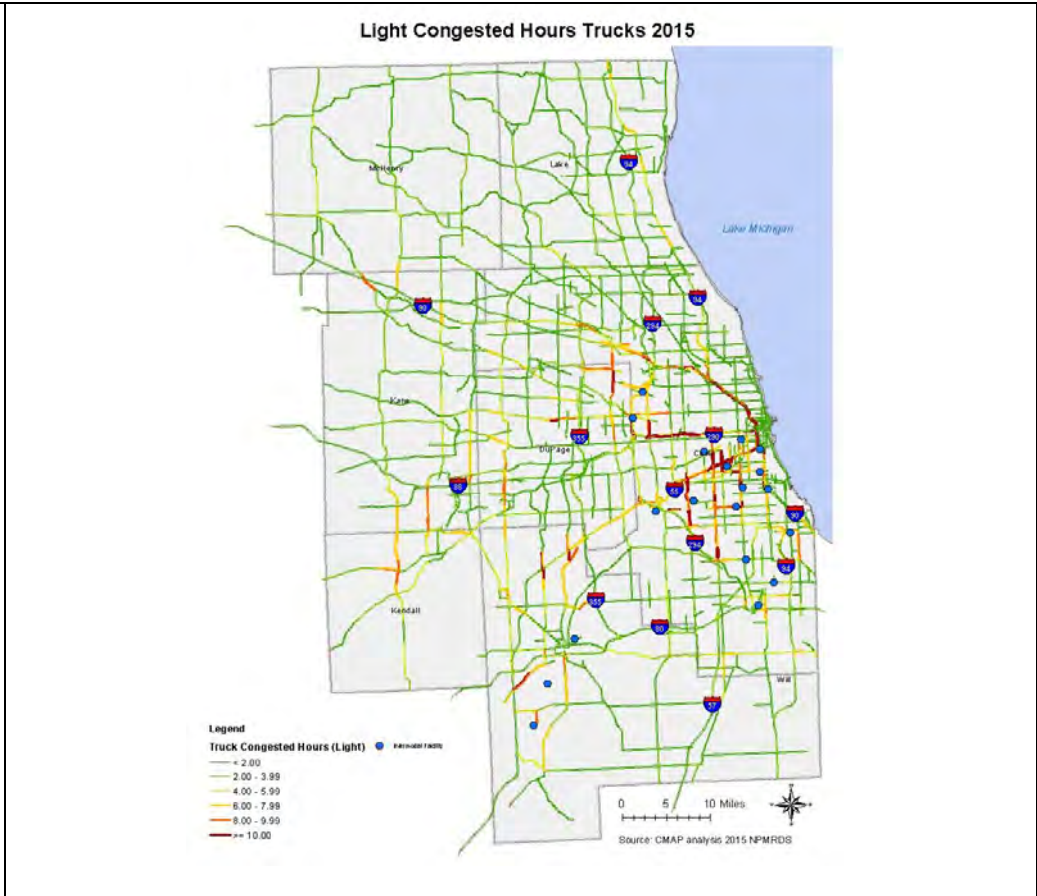 Light Congested Hours Trucks 2015
94
McHenry
Lake
Lake Michigan
90
94
294
Kane
355
290
DuPage
88
55
90
294
94
355
Kendall
80
Will
57
Legend
Truck Congested Hours (Light)
< 2.00
2.00 - 3.99
4.00 - 5.99
6.00 - 7.99
8.00 - 9.99
>= 10.00
0 5 10 Miles
Source: CMAP analysis 2015 NPMRDS